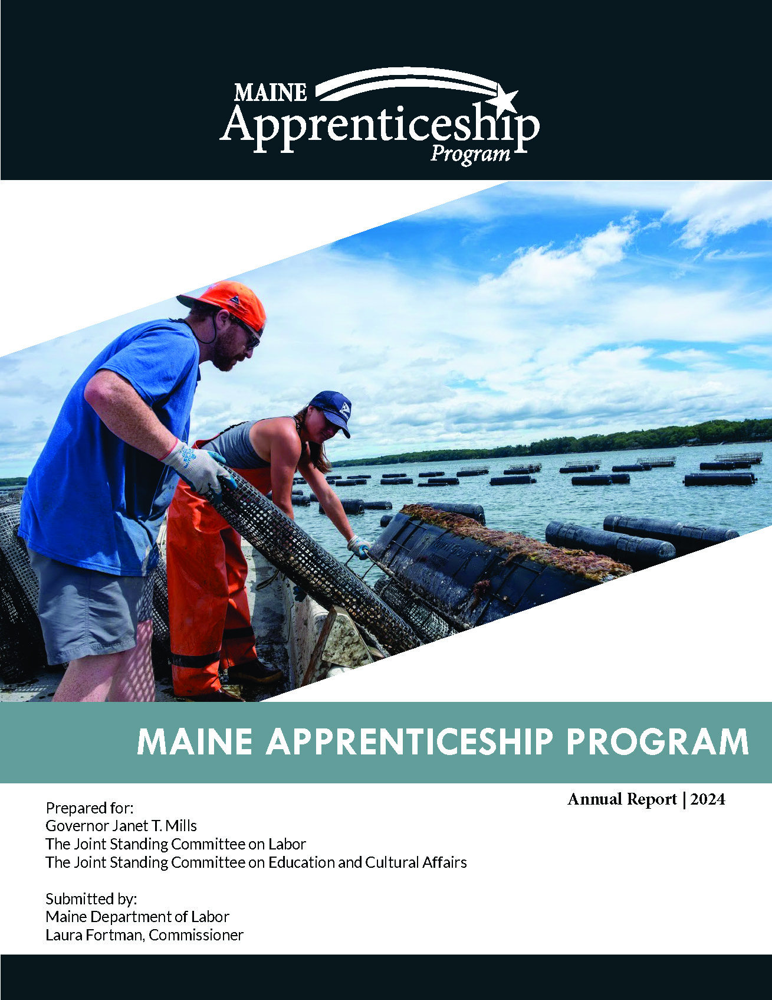 MAINE
Apprenticeship
Program
MAINE APPRENTICESHIP PROGRAM
Annual Report | 2024
Prepared for:
Governor Janet T. Mills
The Joint Standing Committee on Labor
The Joint Standing Committee on Education and Cultural Affairs
Submitted by:
Maine Department of Labor
Laura Fortman, Commissioner